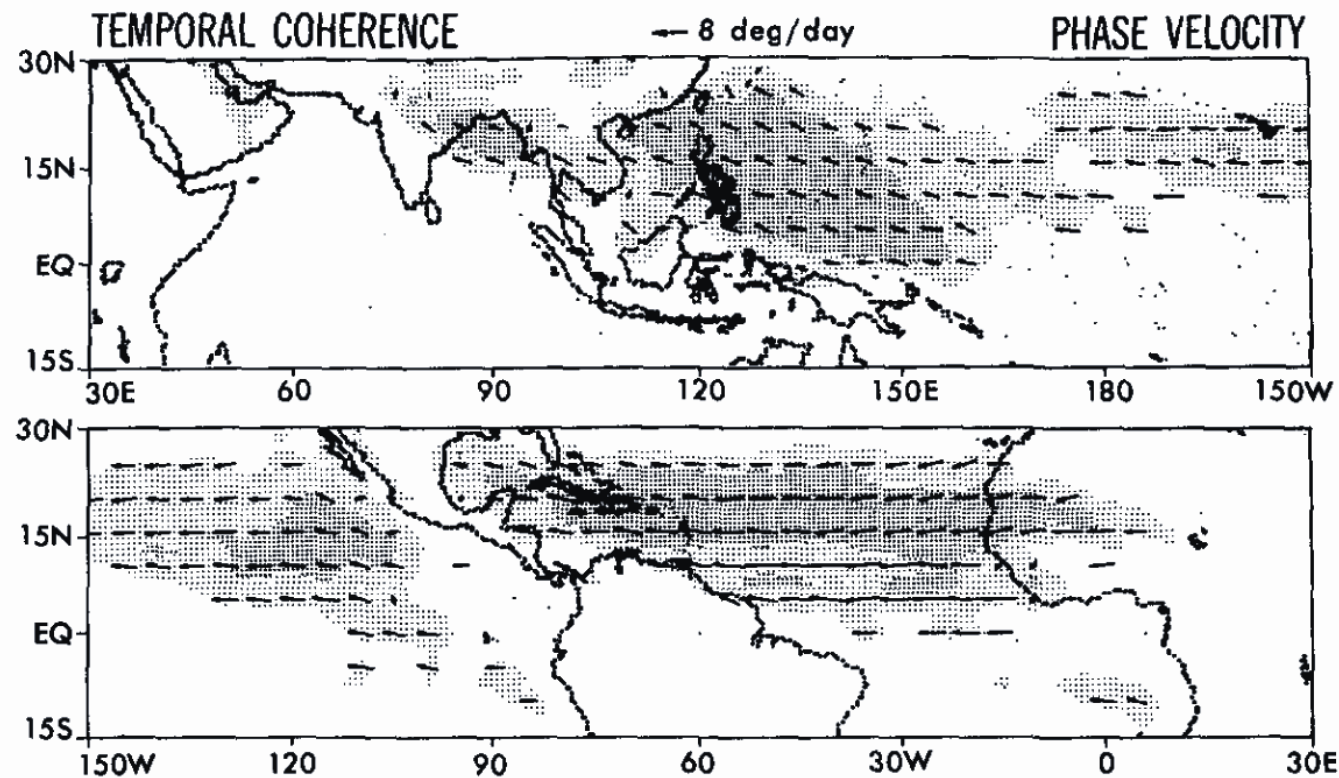 TEMPORAL COHERENCE ← 8 deg/day PHASE VELOCITY
30N
15N
EQ
15S
30E 60 90 120 150E 180 150W
30N
15N
EQ
15S
150W 120 90 60 30W 0 30E